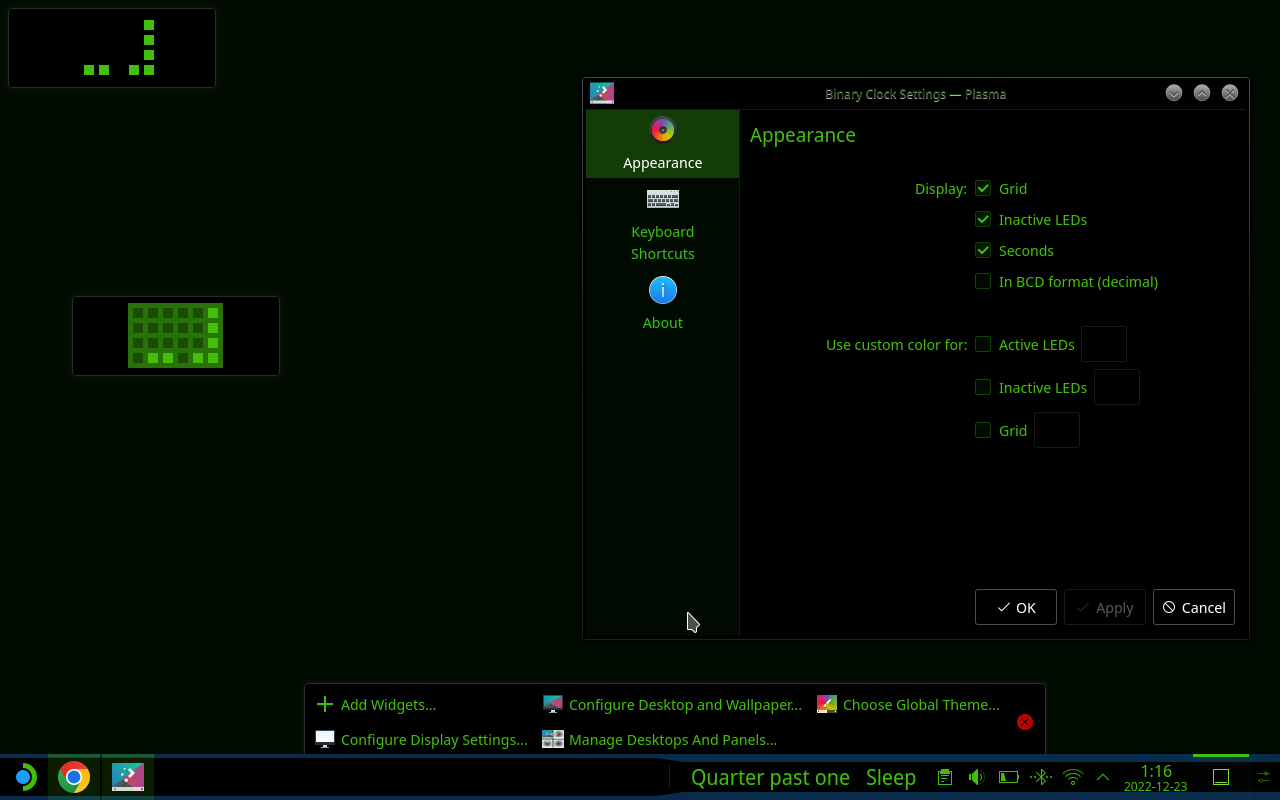 Binary Clock Settings — Plasma
Appearance
Keyboard
Shortcuts
About
Appearance
Display:
Grid
Inactive LEDs
Seconds
In BCD format (decimal)
Use custom color for:
Active LEDs
Inactive LEDs
Grid
OK
Apply
Cancel
Add Widgets...
Configure Desktop and Wallpaper...
Choose Global Theme...
Configure Display Settings...
Manage Desktops And Panels...
Quarter past one
Sleep
1:16
2022-12-23